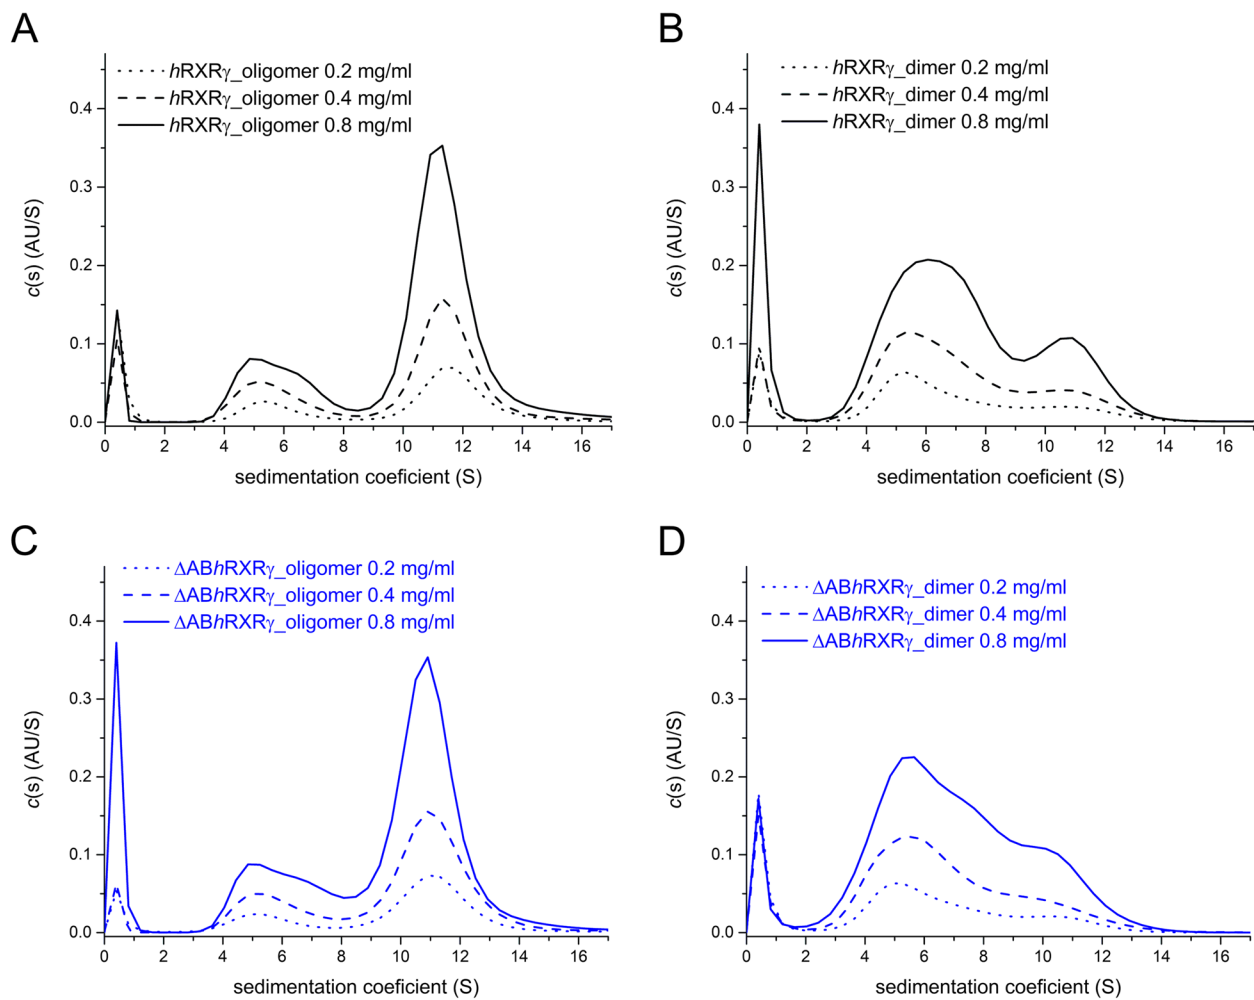 A
hRXRγ_oligomer 0.2 mg/ml
hRXRγ_oligomer 0.4 mg/ml
hRXRγ_oligomer 0.8 mg/ml
c(s) (AU/S)
0.4
0.3
0.2
0.1
0.0
0 2 4 6 8 10 12 14 16
sedimentation coeficient (S)
B
hRXRγ_dimer 0.2 mg/ml
hRXRγ_dimer 0.4 mg/ml
hRXRγ_dimer 0.8 mg/ml
c(s) (AU/S)
0.4
0.3
0.2
0.1
0.0
0 2 4 6 8 10 12 14 16
sedimentation coeficient (S)
C
ΔABhRXRγ_oligomer 0.2 mg/ml
ΔABhRXRγ_oligomer 0.4 mg/ml
ΔABhRXRγ_oligomer 0.8 mg/ml
c(s) (AU/S)
0.4
0.3
0.2
0.1
0.0
0 2 4 6 8 10 12 14 16
sedimentation coeficient (S)
D
ΔABhRXRγ_dimer 0.2 mg/ml
ΔABhRXRγ_dimer 0.4 mg/ml
ΔABhRXRγ_dimer 0.8 mg/ml
c(s) (AU/S)
0.4
0.3
0.2
0.1
0.0
0 2 4 6 8 10 12 14 16
sedimentation coeficient (S)